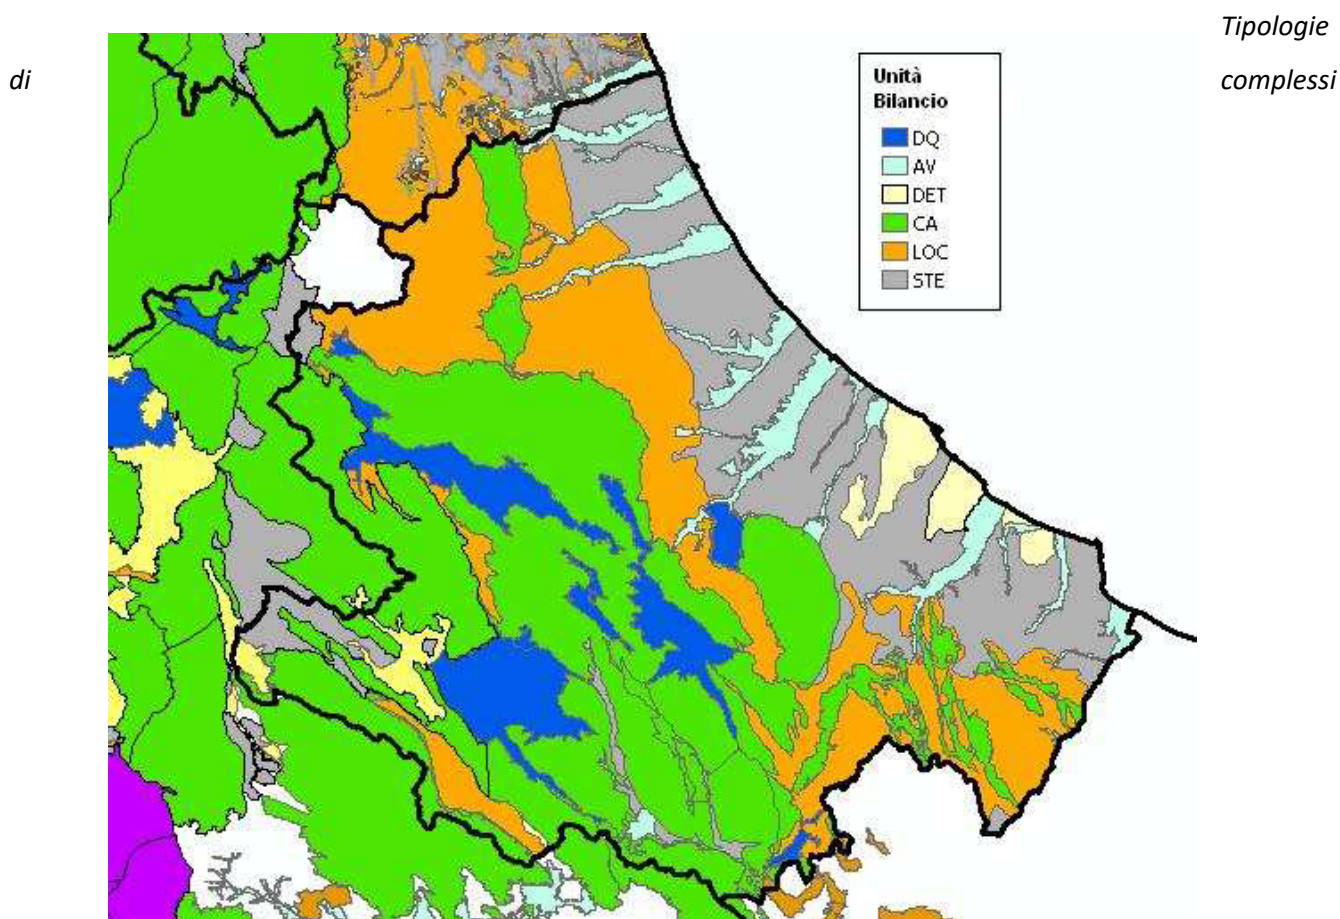 Tipologie
di complessi
Unità
Bilancio
DQ
AV
DET
CA
LOC
STE